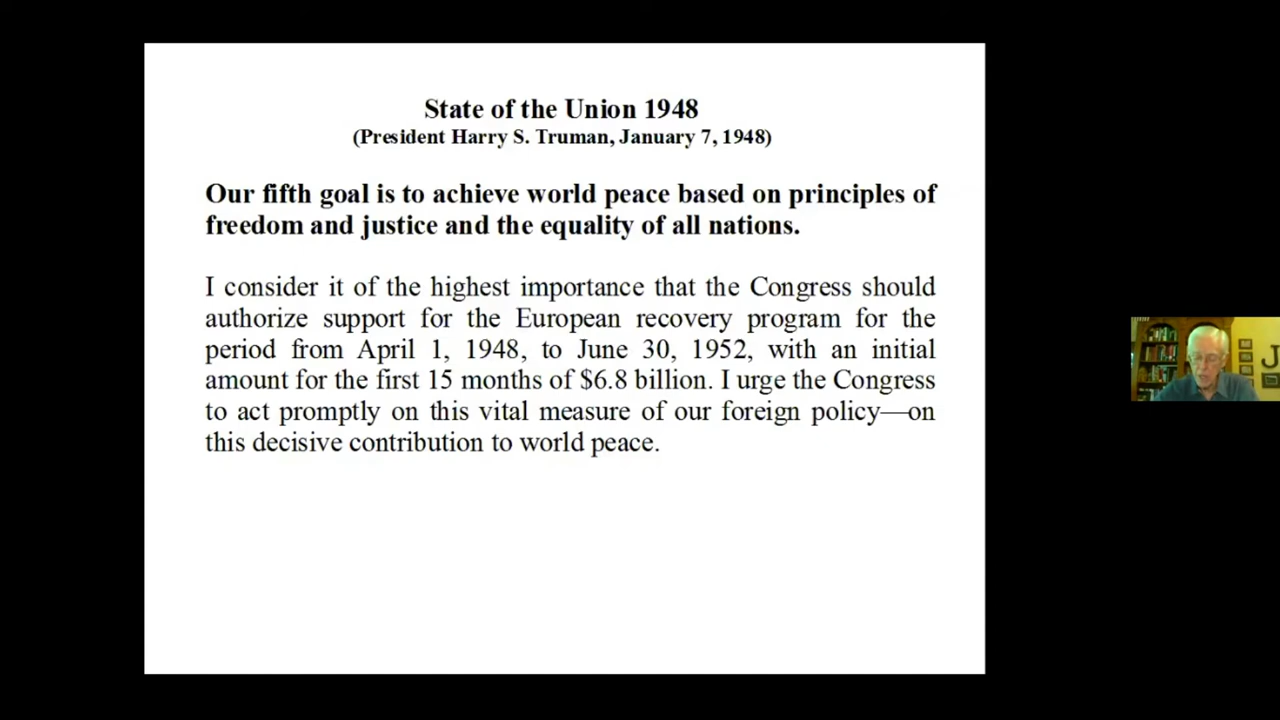 State of the Union 1948
(President Harry S. Truman, January 7, 1948)
Our fifth goal is to achieve world peace based on principles of
freedom and justice and the equality of all nations.
I consider it of the highest importance that the Congress should
authorize support for the European recovery program for the
period from April 1, 1948, to June 30, 1952, with an initial
amount for the first 15 months of $6.8 billion. I urge the Congress
to act promptly on this vital measure of our foreign policy—on
this decisive contribution to world peace.
J